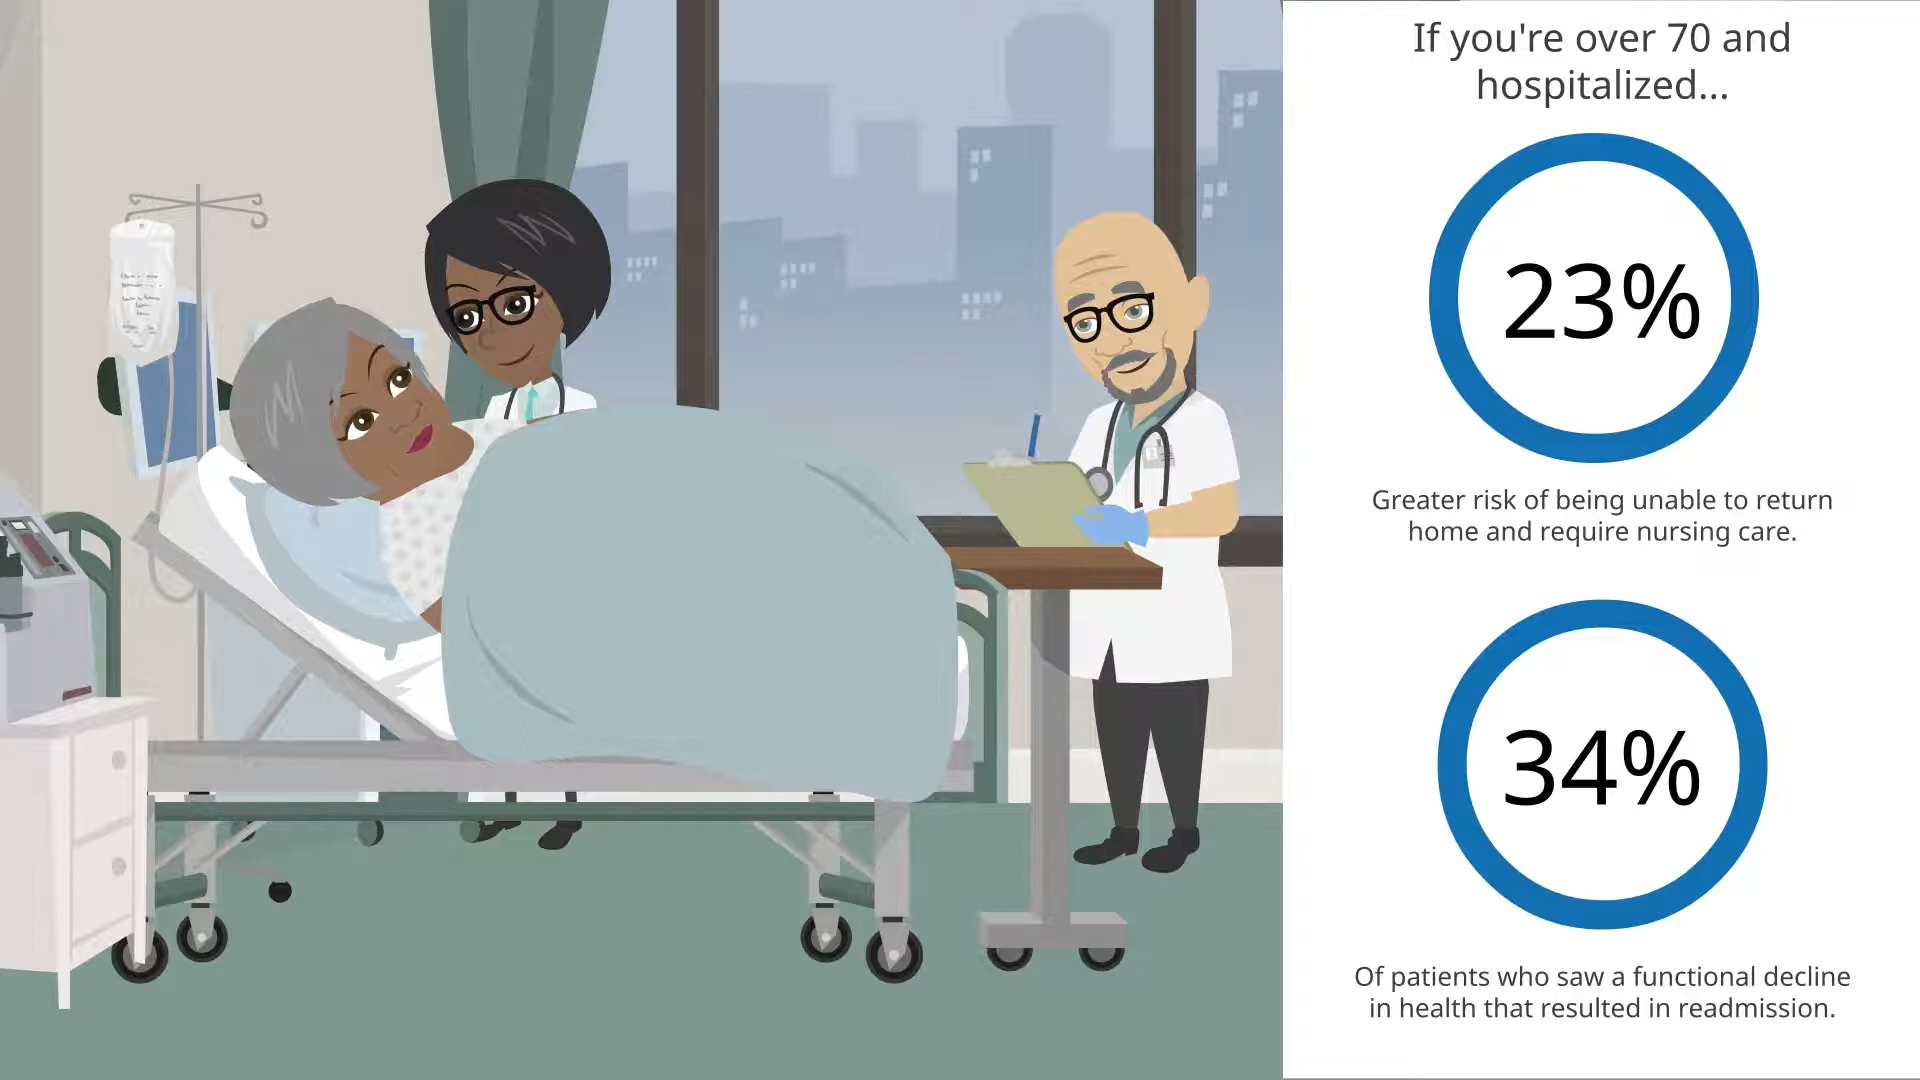 If you're over 70 and
hospitalized...
23%
Greater risk of being unable to return
home and require nursing care.
34%
Of patients who saw a functional decline
in health that resulted in readmission.